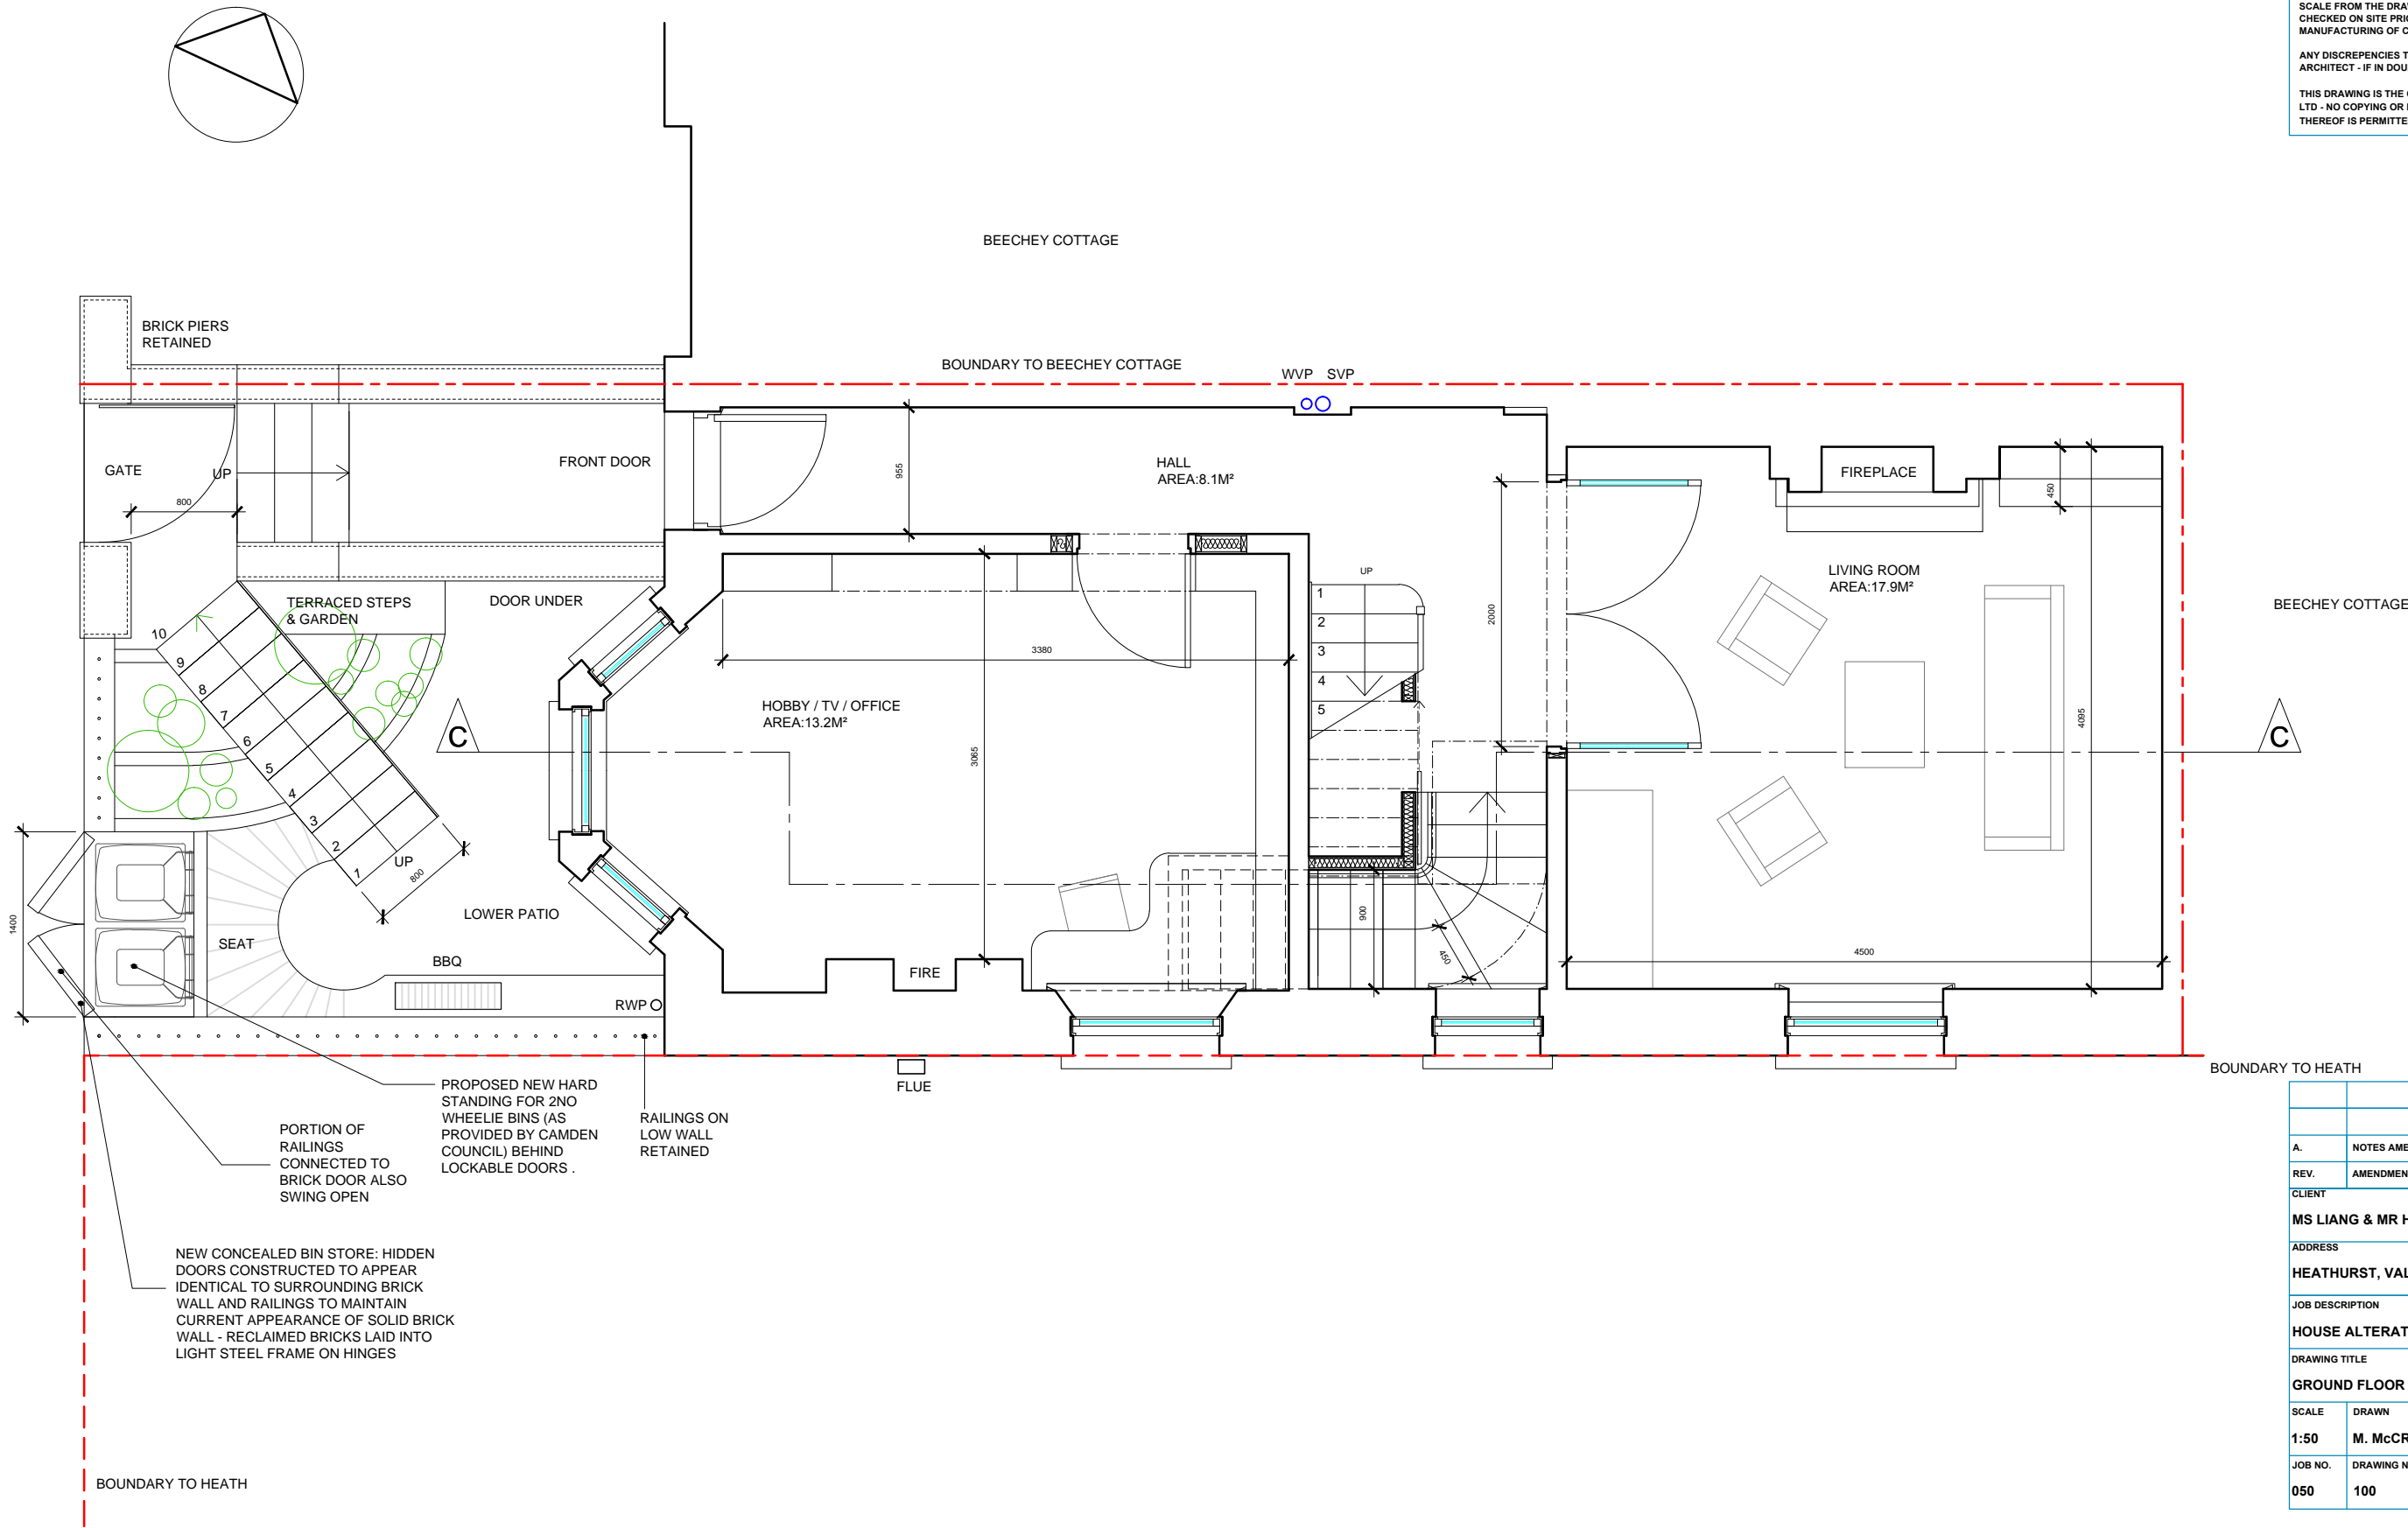 SCALE FROM THE
CHECKED ON SITE
MANUFACTURING OF
ANY DISCREPENCIES
ARCHITECT - IF IN
THIS DRAWING IS THE
LTD - NO COPYING OR
THEREOF IS
BEECHEY COTTAGE
BRICK PIERS
RETAINED
BOUNDARY TO BEECHEY COTTAGE
WVP SVP
GATE
UP
800
FRONT DOOR
955
HALL
AREA:8.1M²
FIREPLACE
450
LIVING ROOM
AREA:17.9M²
BEECHEY COTTAGE
TERRACED STEPS
& GARDEN
DOOR UNDER
UP
1
2
3
4
5
2000
3380
HOBBY / TV / OFFICE
AREA:13.2M²
3065
4095
C
C
10
9
8
7
6
5
4
3
2
1
UP
800
1400
SEAT
LOWER PATIO
BBQ
RWP
FIRE
900
450
4500
FLUE
BOUNDARY TO HEATH
PROPOSED NEW HARD
STANDING FOR 2NO
WHEELIE BINS (AS
PROVIDED BY CAMDEN
COUNCIL) BEHIND
LOCKABLE DOORS .
RAILINGS ON
LOW WALL
RETAINED
PORTION OF
RAILINGS
CONNECTED TO
BRICK DOOR ALSO
SWING OPEN
NEW CONCEALED BIN STORE: HIDDEN
DOORS CONSTRUCTED TO APPEAR
IDENTICAL TO SURROUNDING BRICK
WALL AND RAILINGS TO MAINTAIN
CURRENT APPEARANCE OF SOLID BRICK
WALL - RECLAIMED BRICKS LAID INTO
LIGHT STEEL FRAME ON HINGES
BOUNDARY TO HEATH
A. NOTES
REV.
CLIENT
MS LIANG & MR
ADDRESS
HEATHURST,
JOB DESCRIPTION
HOUSE
DRAWING TITLE
GROUND FLOOR
SCALE DRAWN
1:50 M.
JOB NO. DRAWING
050 100